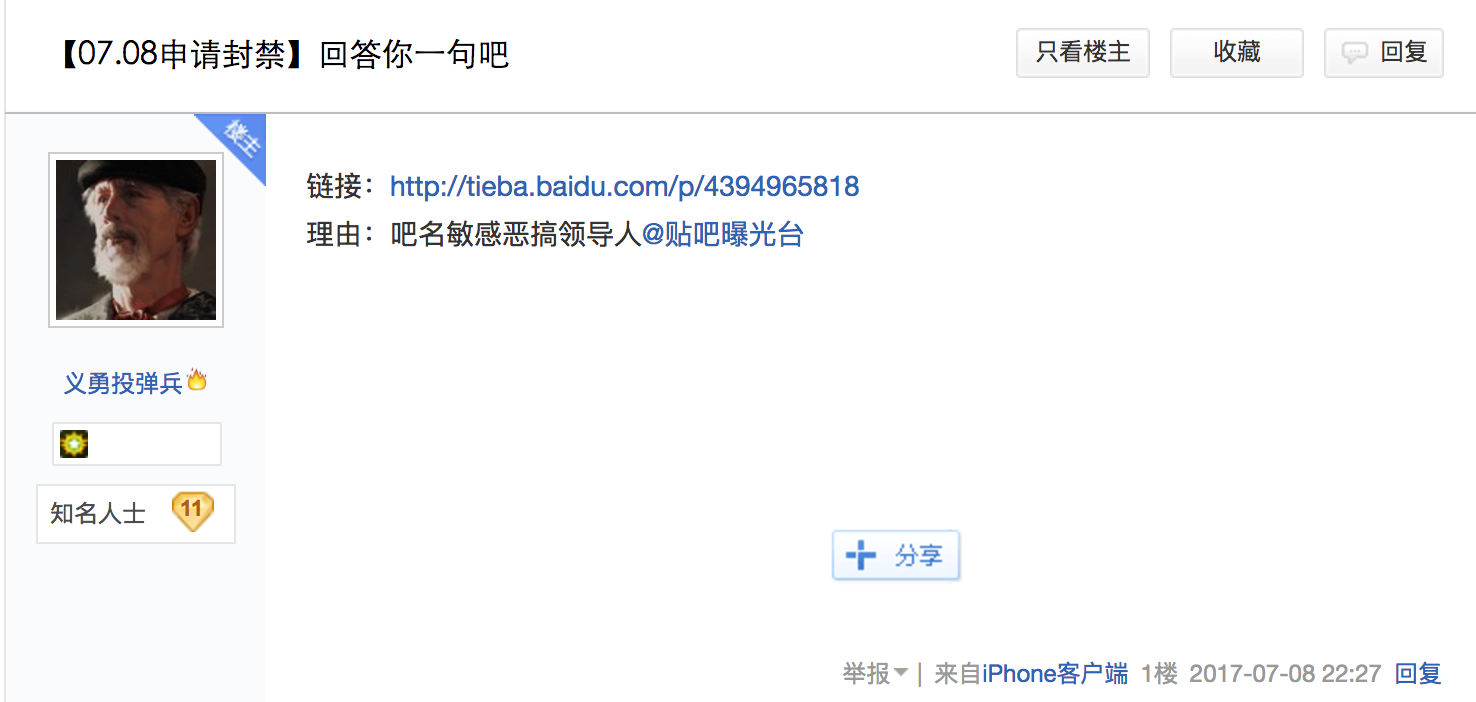 【07.08申请封禁】回答你一句吧
只看楼主
收藏
回复
楼主
链接：http://tieba.baidu.com/p/4394965818
理由：吧名敏感恶搞领导人@贴吧曝光台
义勇投弹兵
知名人士 11
分享
举报 | 来自iPhone客户端 1楼 2017-07-08 22:27 回复